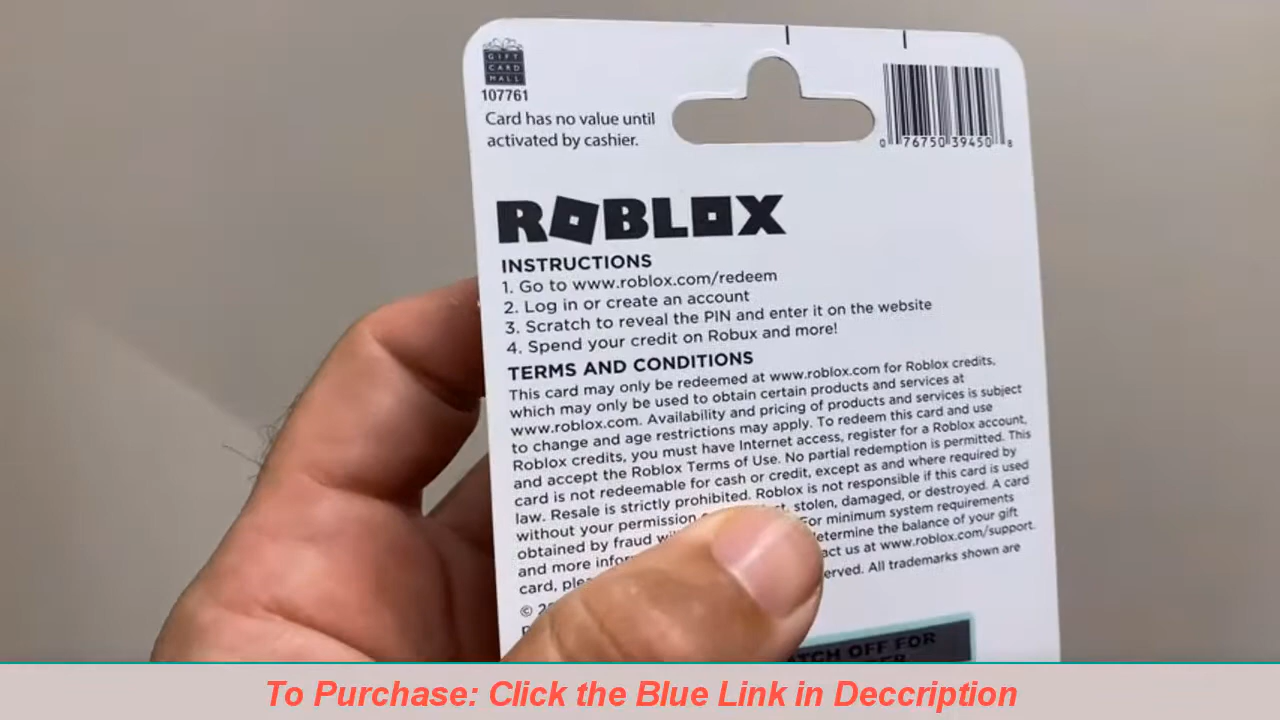 GIFT
CARD
MALL
107761
Card has no value until
activated by cashier.
0 76750 39450 8
ROBLOX
INSTRUCTIONS
1. Go to www.roblox.com/redeem
2. Log in or create an account
3. Scratch to reveal the PIN and enter it on the website
4. Spend your credit on Robux and more!
TERMS AND CONDITIONS
This card may only be redeemed at www.roblox.com for Roblox credits,
which may only be used to obtain certain products and services at
www.roblox.com. Availability and pricing of products and services is subject
to change and age restrictions may apply. To redeem this card and use
Roblox credits, you must have Internet access, register for a Roblox account,
and accept the Roblox Terms of Use. No partial redemption is permitted. This
card is not redeemable for cash or credit, except as and where required by
law. Resale is strictly prohibited. Roblox is not responsible if this card is used
without your permission stolen, damaged, or destroyed. A card
obtained by fraud For minimum system requirements
and more determine the balance of your gift
card, us at www.roblox.com/support.
©
All trademarks shown are
OFF FOR
To Purchase: Click the Blue Link in Deccription